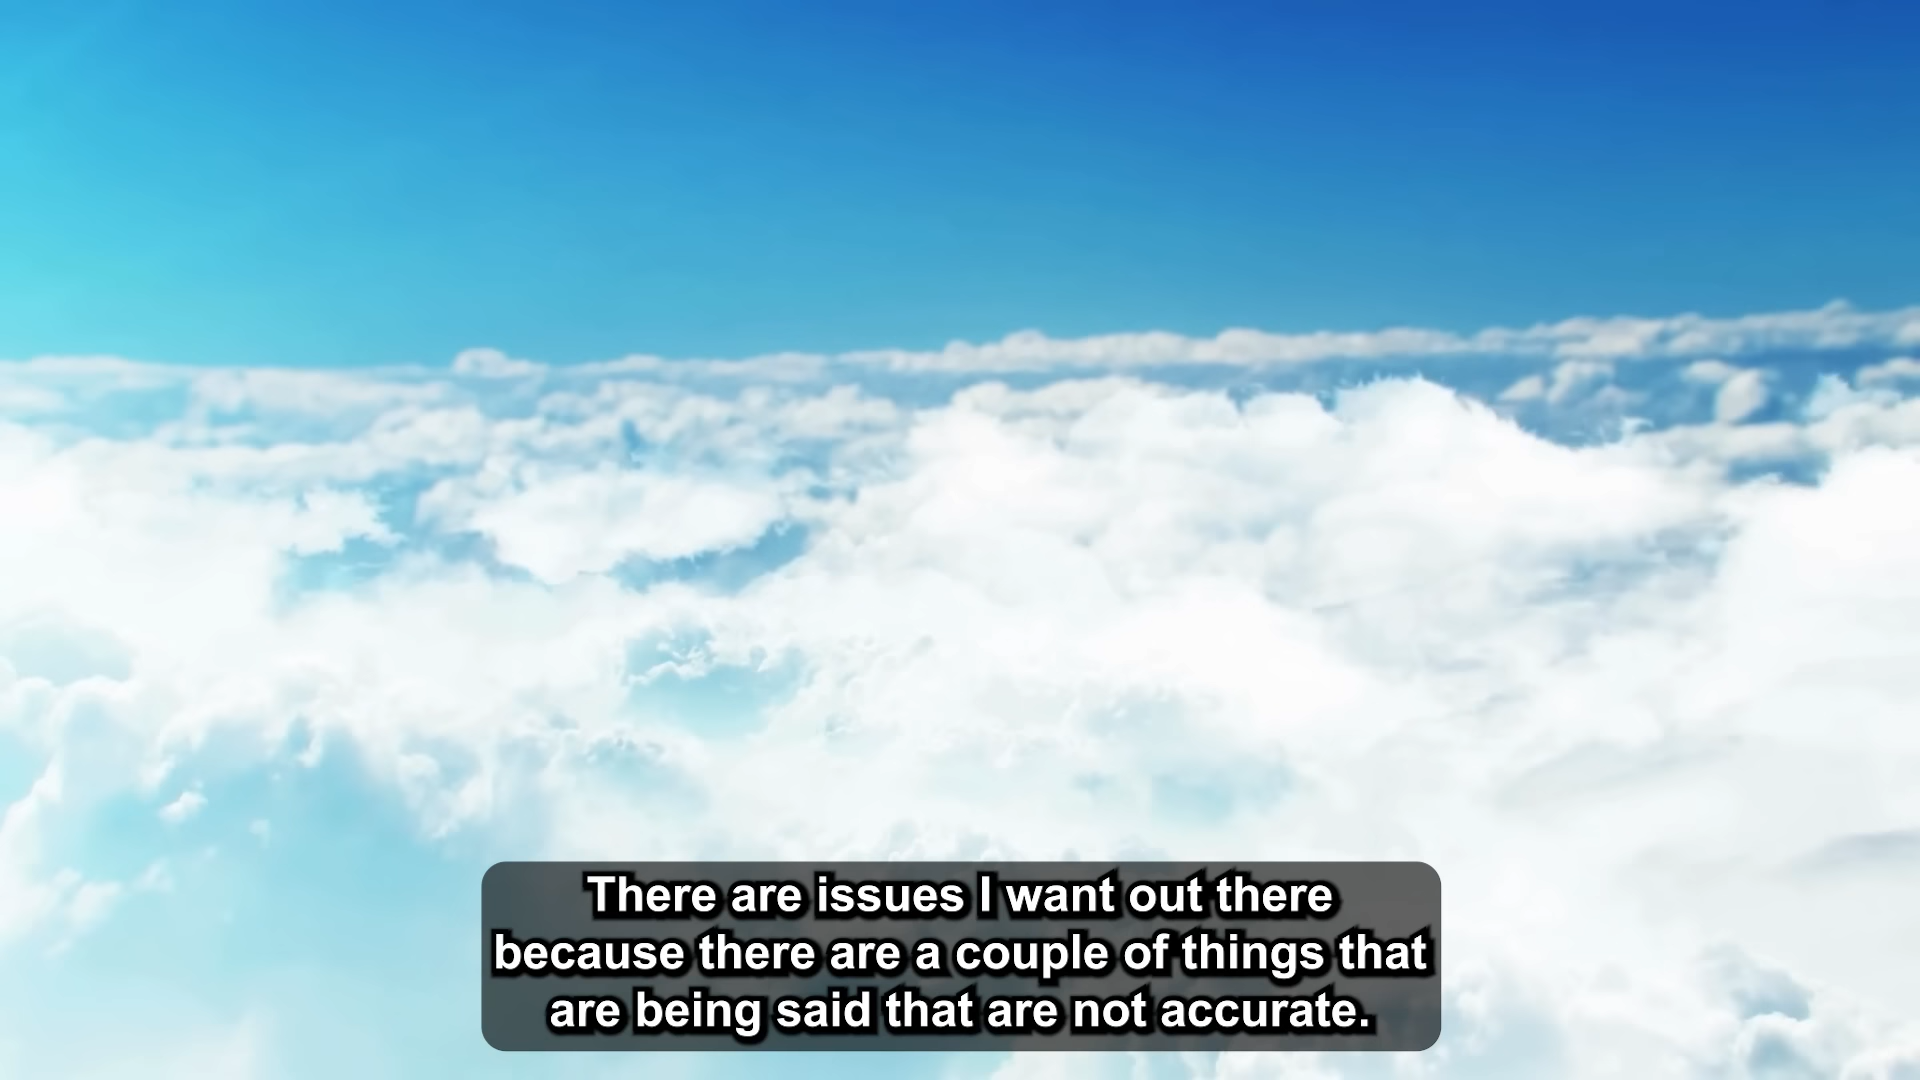 There are issues I want out there
because there are a couple of things that
are being said that are not accurate.